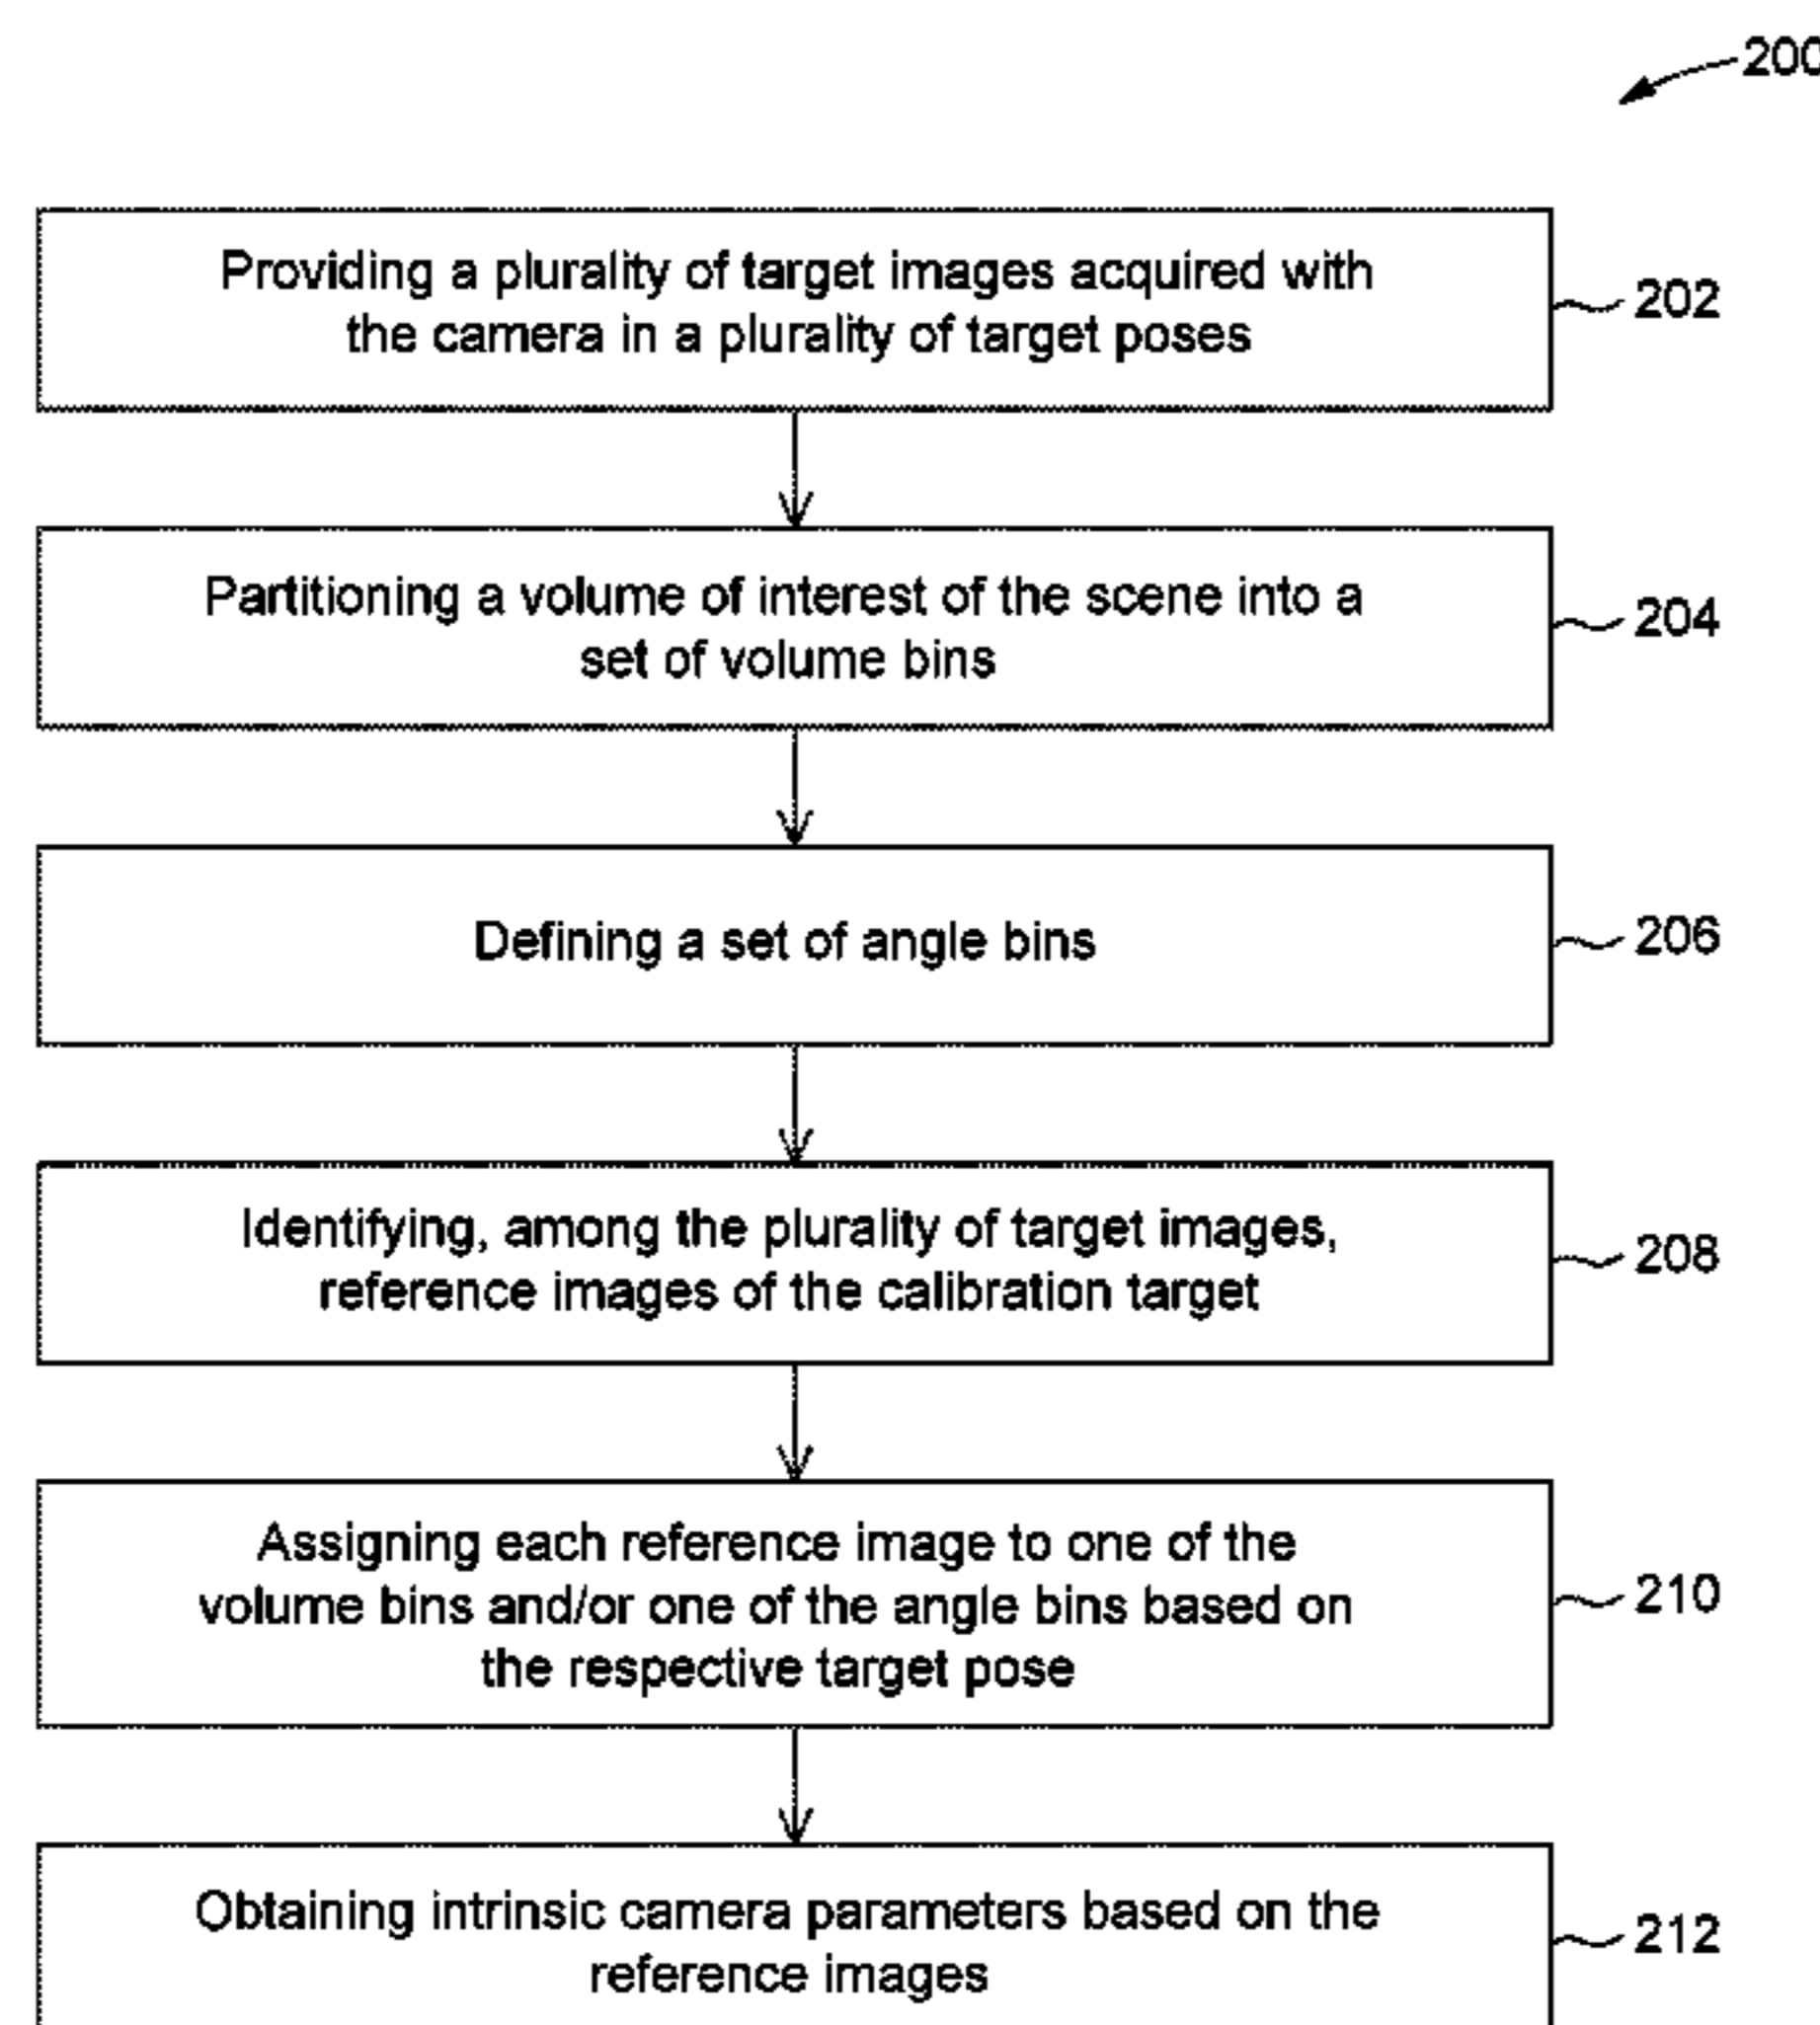 200
Providing a plurality of target images acquired with
the camera in a plurality of target poses
202
Partitioning a volume of interest of the scene into a
set of volume bins
204
Defining a set of angle bins
206
Identifying, among the plurality of target images,
reference images of the calibration target
208
Assigning each reference image to one of the
volume bins and/or one of the angle bins based on
the respective target pose
210
Obtaining intrinsic camera parameters based on the
reference images
212